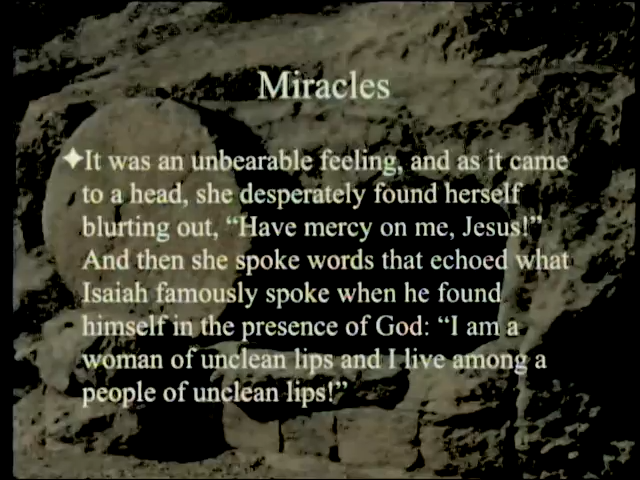 Miracles
✦It was an unbearable feeling, and as it came
to a head, she desperately found herself
blurting out, “Have mercy on me, Jesus!”
And then she spoke words that echoed what
Isaiah famously spoke when he found
himself in the presence of God: “I am a
woman of unclean lips and I live among a
people of unclean lips!”